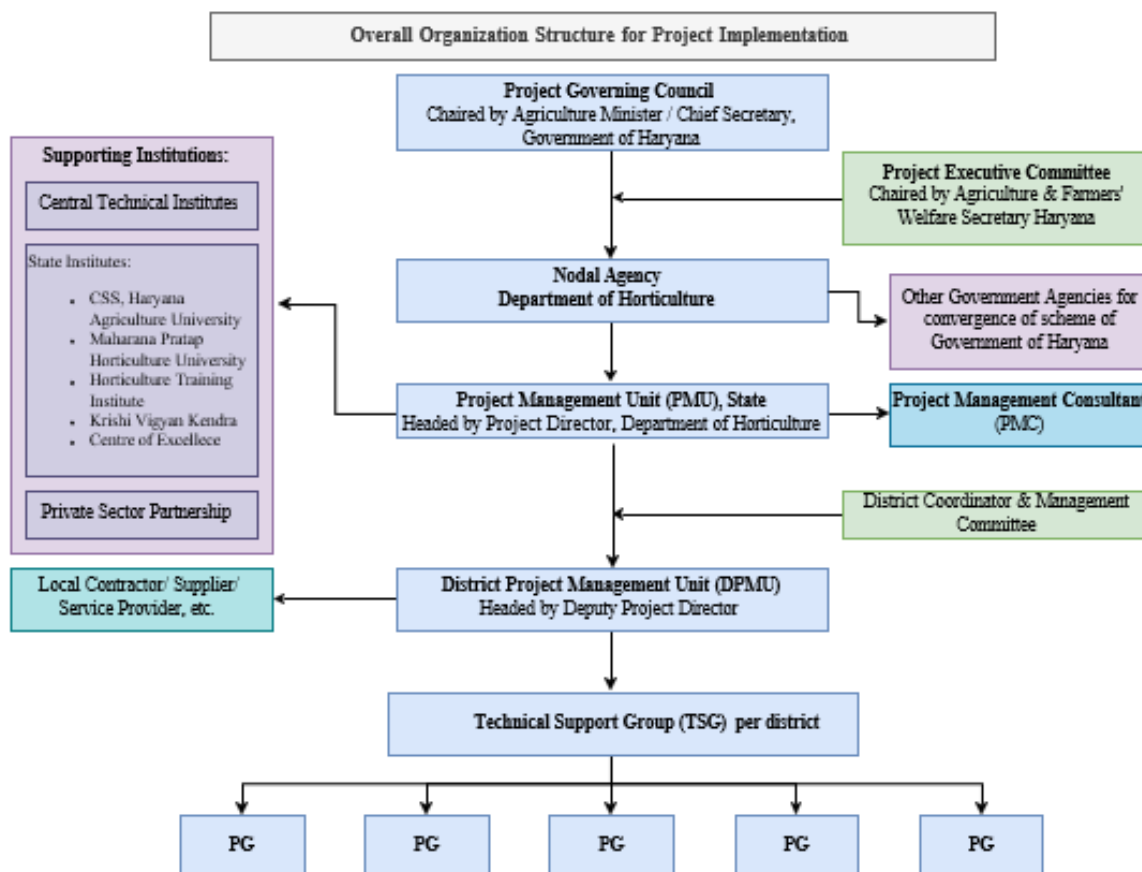 Overall Organization Structure for Project Implementation
Project Governing Council
Chaired by Agriculture Minister / Chief Secretary,
Government of Haryana
Project Executive Committee
Chaired by Agriculture & Farmers'
Welfare Secretary Haryana
Supporting Institutions:
Central Technical Institutes
State Institutes:
• CSS, Haryana
Agriculture University
• Maharana Pratap
Horticulture University
• Horticulture Training
Institute
• Krishi Vigyan Kendra
• Centre of Excellece
Private Sector Partnership
Nodal Agency
Department of Horticulture
Other Government Agencies for
convergence of scheme of
Government of Haryana
Project Management Unit (PMU), State
Headed by Project Director, Department of Horticulture
Project Management Consultant
(PMC)
District Coordinator & Management
Committee
Local Contractor/ Supplier/
Service Provider, etc.
District Project Management Unit (DPMU)
Headed by Deputy Project Director
Technical Support Group (TSG) per district
PG
PG
PG
PG
PG